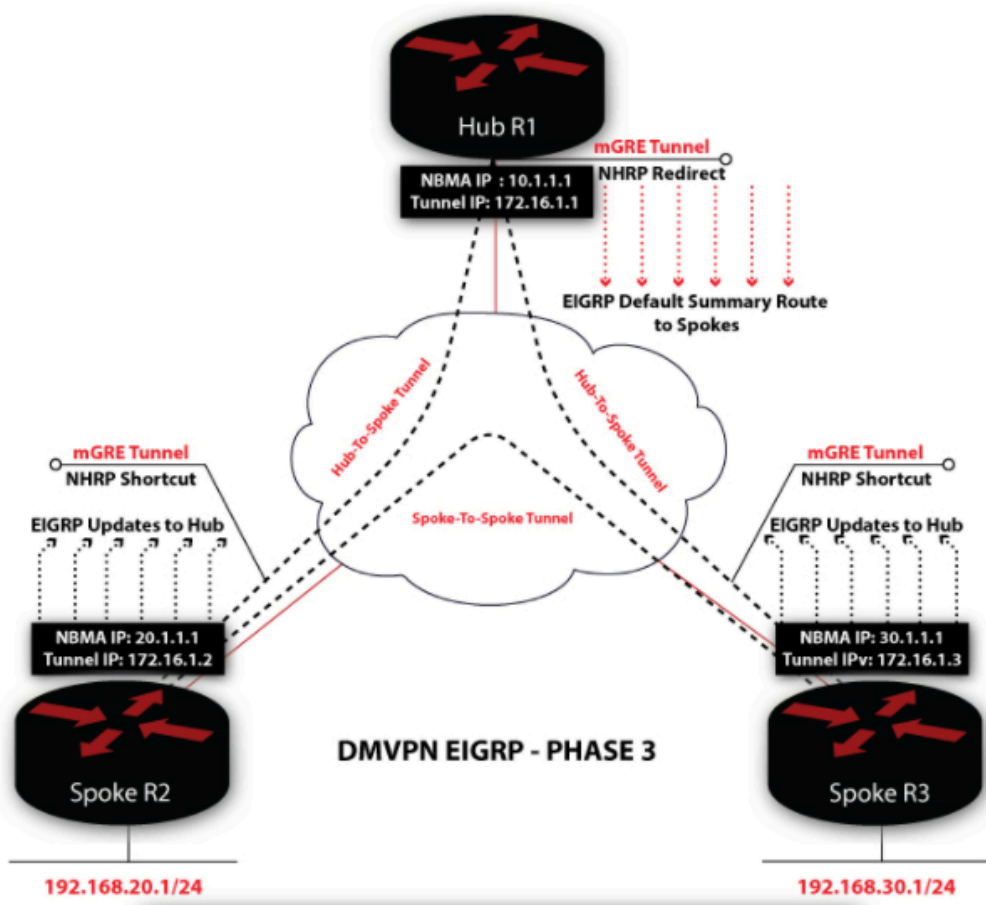 Hub R1
mGRE Tunnel
NHRP Redirect
NBMA IP : 10.1.1.1
Tunnel IP: 172.16.1.1
EIGRP Default Summary Route
to Spokes
Hub-To-Spoke Tunnel
Hub-To-Spoke Tunnel
mGRE Tunnel
NHRP Shortcut
mGRE Tunnel
NHRP Shortcut
Spoke-To-Spoke Tunnel
EIGRP Updates to Hub
EIGRP Updates to Hub
NBMA IP: 20.1.1.1
Tunnel IP: 172.16.1.2
NBMA IP: 30.1.1.1
Tunnel IPv: 172.16.1.3
DMVPN EIGRP - PHASE 3
Spoke R2
Spoke R3
192.168.20.1/24
192.168.30.1/24